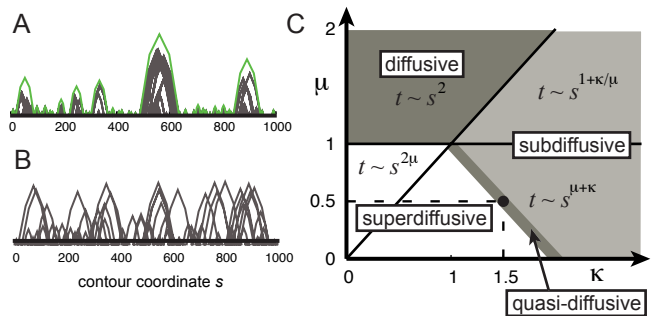 A
0 200 400 600 800 1000
B
0 200 400 600 800 1000
contour coordinate s
C
2
μ
1
0.5
0
diffusive
t ~ s^2
t ~ s^{1+κ/μ}
subdiffusive
t ~ s^{2μ}
t ~ s^{μ+κ}
superdiffusive
0 1 1.5 κ
quasi-diffusive